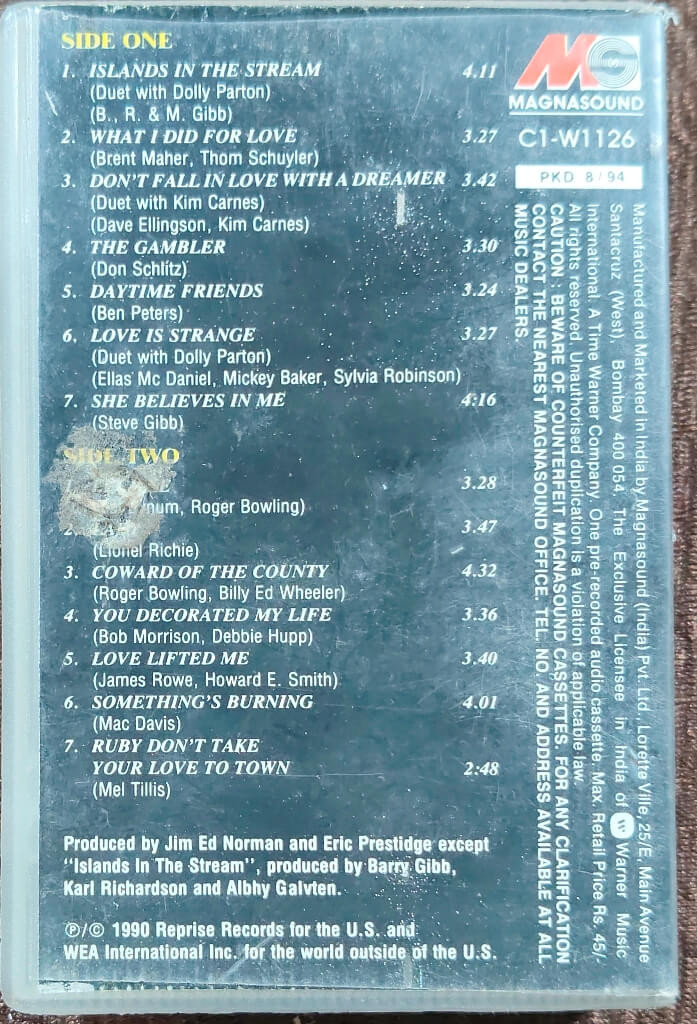 SIDE ONE
1. ISLANDS IN THE STREAM 4.11
(Duet with Dolly Parton)
(B., R. & M. Gibb)
2. WHAT I DID FOR LOVE 3.27
(Brent Maher, Thom Schuyler)
3. DON'T FALL IN LOVE WITH A DREAMER 3.42
(Duet with Kim Carnes)
(Dave Ellingson, Kim Carnes)
4. THE GAMBLER 3.30
(Don Schlitz)
5. DAYTIME FRIENDS 3.24
(Ben Peters)
6. LOVE IS STRANGE 3.27
(Duet with Dolly Parton)
(Ellas Mc Daniel, Mickey Baker, Sylvia Robinson)
7. SHE BELIEVES IN ME 4:16
(Steve Gibb)
SIDE TWO
3.28
Roger Bowling)
2. 3.47
(Lionel Richie)
3. COWARD OF THE COUNTY 4.32
(Roger Bowling, Billy Ed Wheeler)
4. YOU DECORATED MY LIFE 3.36
(Bob Morrison, Debbie Hupp)
5. LOVE LIFTED ME 3.40
(James Rowe, Howard E. Smith)
6. SOMETHING'S BURNING 4.01
(Mac Davis)
7. RUBY DON'T TAKE
YOUR LOVE TO TOWN 2:48
(Mel Tillis)
Produced by Jim Ed Norman and Eric Prestidge except
"Islands In The Stream", produced by Barry Gibb,
Karl Richardson and Albhy Galvten.
℗/© 1990 Reprise Records for the U.S. and
WEA International Inc. for the world outside of the U.S.
MAGNASOUND
C1-W1126
PKD 8/94
Manufactured and Marketed in India by Magnasound (India) Pvt. Ltd., Lorette Ville, 25/E, Main Avenue
Santacruz (West), Bombay 400 054. The Exclusive Licensee in India of Warner Music
International. A Time Warner Company. One pre-recorded audio cassette. Max. Retail Price Rs. 45/-
All rights reserved. Unauthorised duplication is a violation of applicable law.
CAUTION : BEWARE OF COUNTERFEIT MAGNASOUND CASSETTES. FOR ANY CLARIFICATION
CONTACT THE NEAREST MAGNASOUND OFFICE. TEL. NO. AND ADDRESS AVAILABLE AT ALL
MUSIC DEALERS